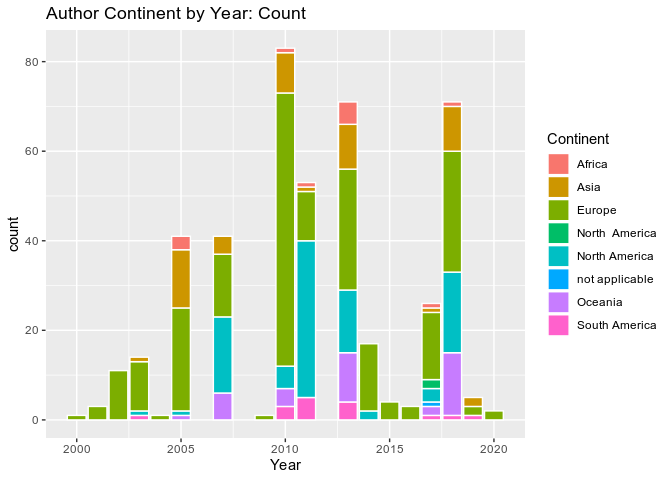 Author Continent by Year: Count
count
80
60
40
20
0
2000 2005 2010 2015 2020
Year
Continent
Africa
Asia
Europe
North  America
North America
not applicable
Oceania
South America